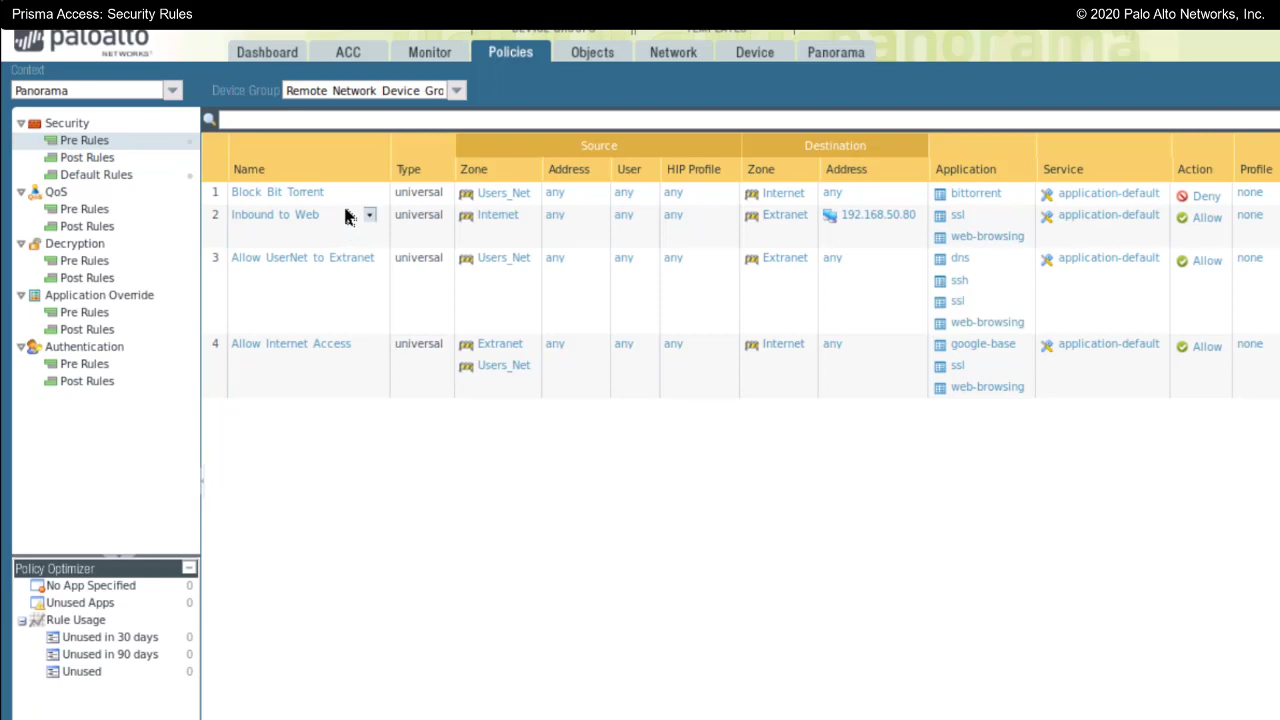 Prisma Access: Security Rules © 2020 Palo Alto Networks, Inc.
paloalto
NETWORKS
Dashboard ACC Monitor Policies Objects Network Device Panorama
Context
Panorama Device Group Remote Network Device Gro
Security
Pre Rules
Post Rules
Default Rules
QoS
Pre Rules
Post Rules
Decryption
Pre Rules
Post Rules
Application Override
Pre Rules
Post Rules
Authentication
Pre Rules
Post Rules
Source Destination
Name Type Zone Address User HIP Profile Zone Address Application Service Action Profile
1 Block Bit Torrent universal Users_Net any any any Internet any bittorrent application-default Deny none
2 Inbound to Web universal Internet any any any Extranet 192.168.50.80 ssl application-default Allow none
web-browsing
3 Allow UserNet to Extranet universal Users_Net any any any Extranet any dns application-default Allow none
ssh
ssl
web-browsing
4 Allow Internet Access universal Extranet any any any Internet any google-base application-default Allow none
Users_Net ssl
web-browsing
Policy Optimizer
No App Specified 0
Unused Apps 0
Rule Usage
Unused in 30 days 0
Unused in 90 days 0
Unused 0